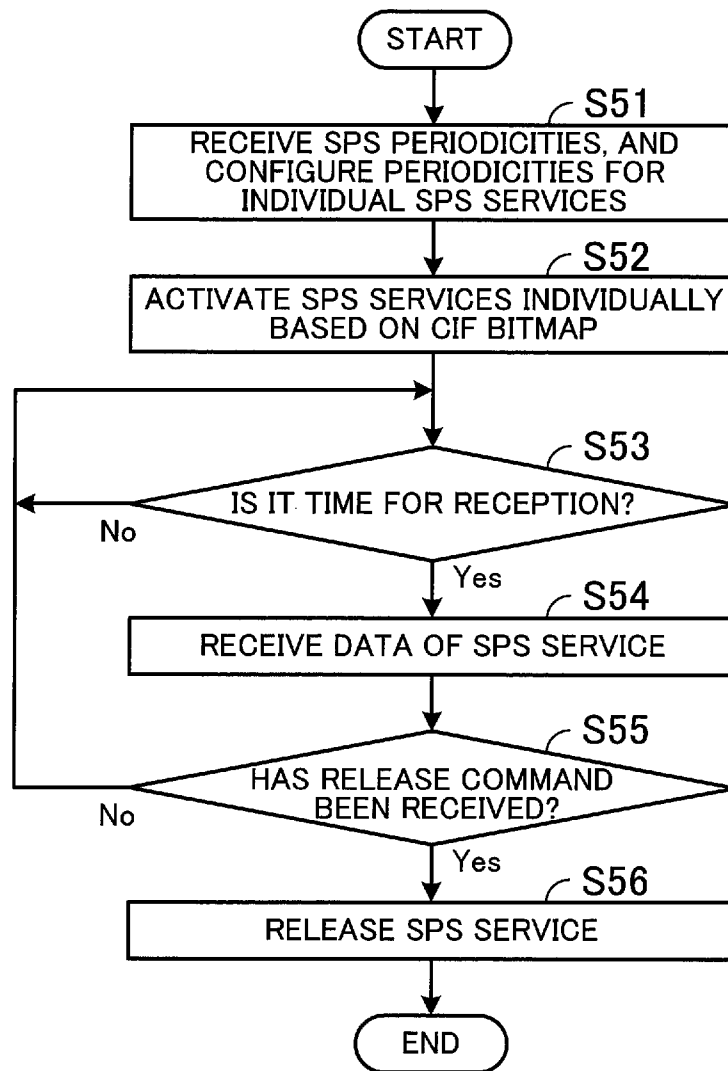 START
S51
RECEIVE SPS PERIODICITIES, AND
CONFIGURE PERIODICITIES FOR
INDIVIDUAL SPS SERVICES
S52
ACTIVATE SPS SERVICES INDIVIDUALLY
BASED ON CIF BITMAP
S53
IS IT TIME FOR RECEPTION?
No
Yes
S54
RECEIVE DATA OF SPS SERVICE
S55
HAS RELEASE COMMAND
BEEN RECEIVED?
No
Yes
S56
RELEASE SPS SERVICE
END